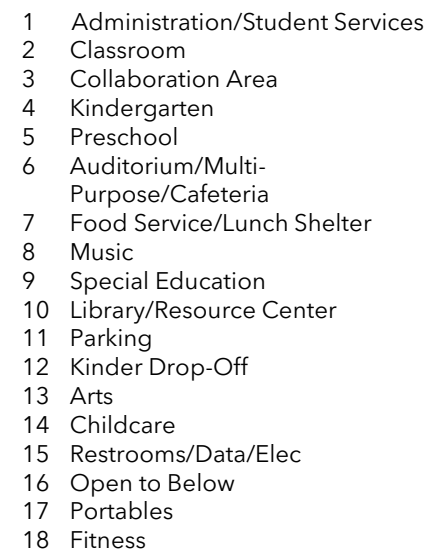 1 Administration/Student Services
2 Classroom
3 Collaboration Area
4 Kindergarten
5 Preschool
6 Auditorium/Multi-
Purpose/Cafeteria
7 Food Service/Lunch Shelter
8 Music
9 Special Education
10 Library/Resource Center
11 Parking
12 Kinder Drop-Off
13 Arts
14 Childcare
15 Restrooms/Data/Elec
16 Open to Below
17 Portables
18 Fitness